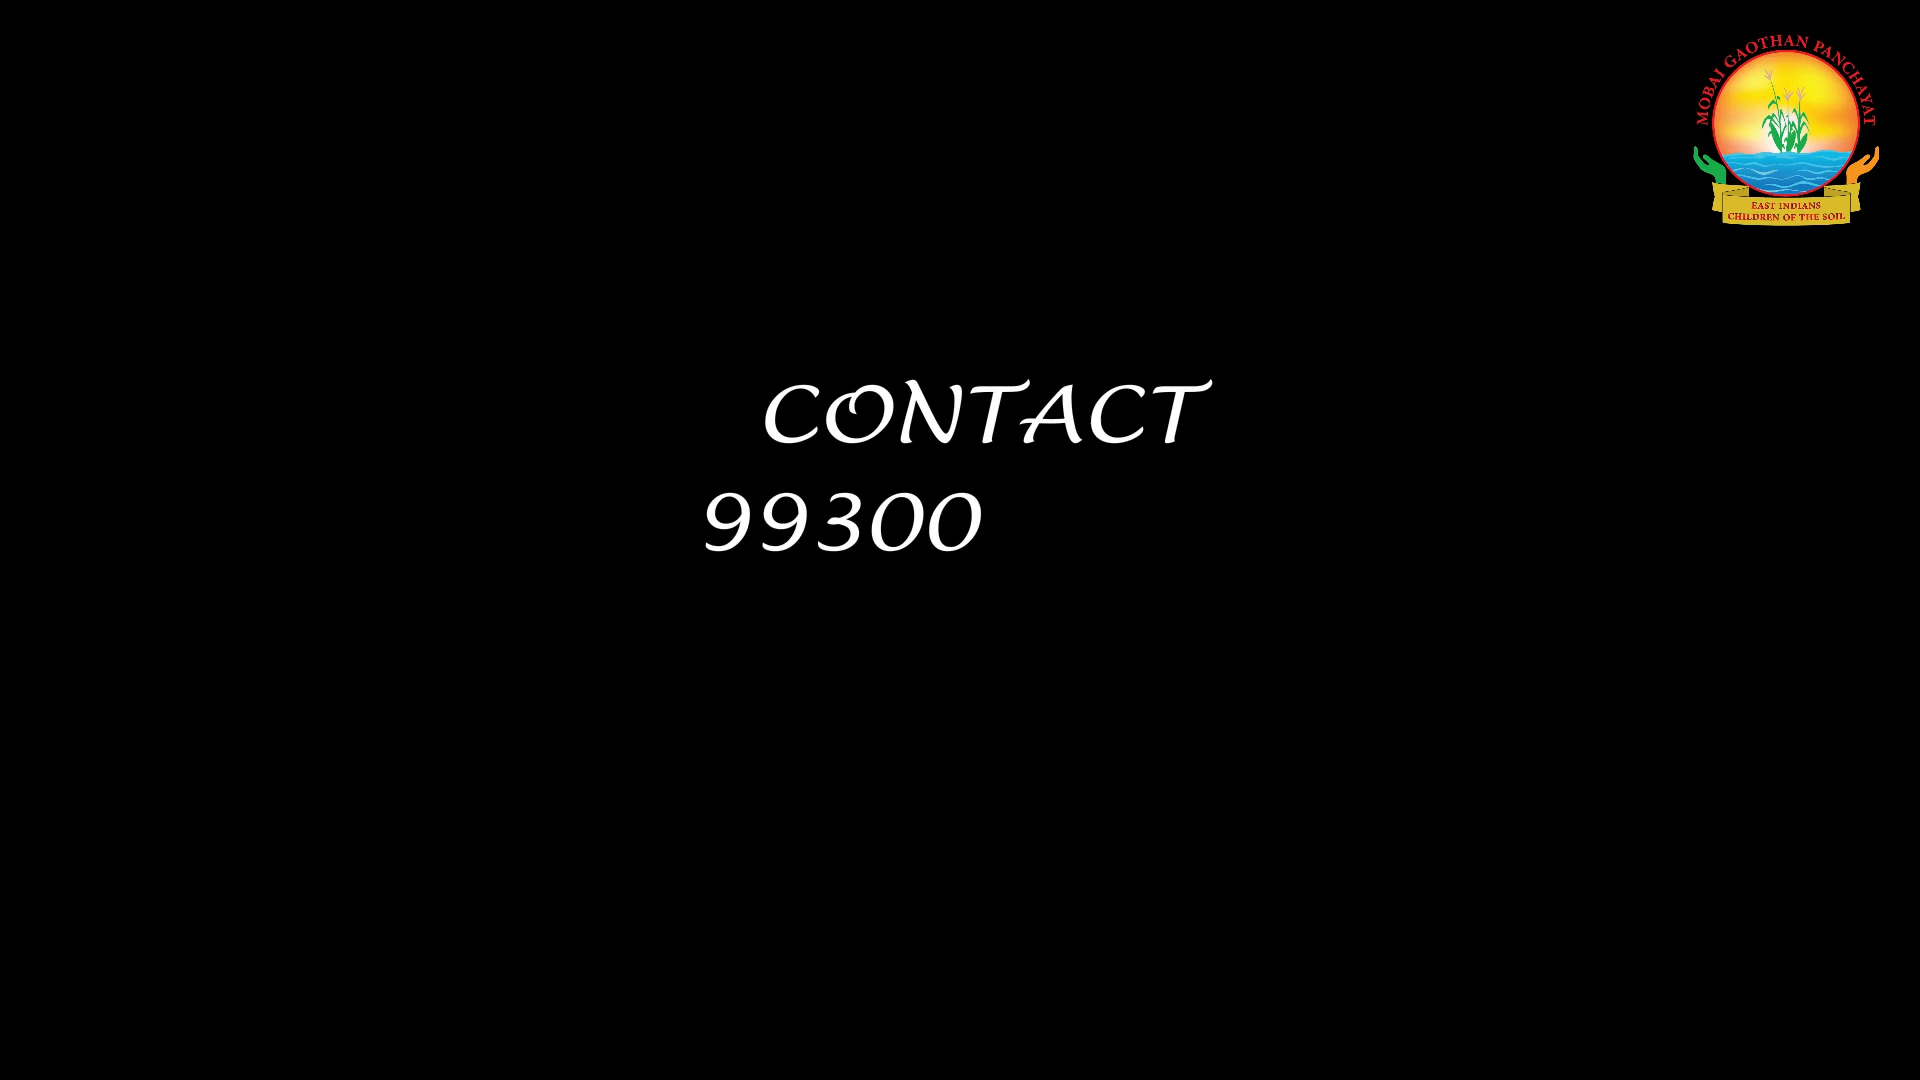 MOBAI GAOTHAN PANCHAYAT
EAST INDIANS
CHILDREN OF THE SOIL
CONTACT
99300